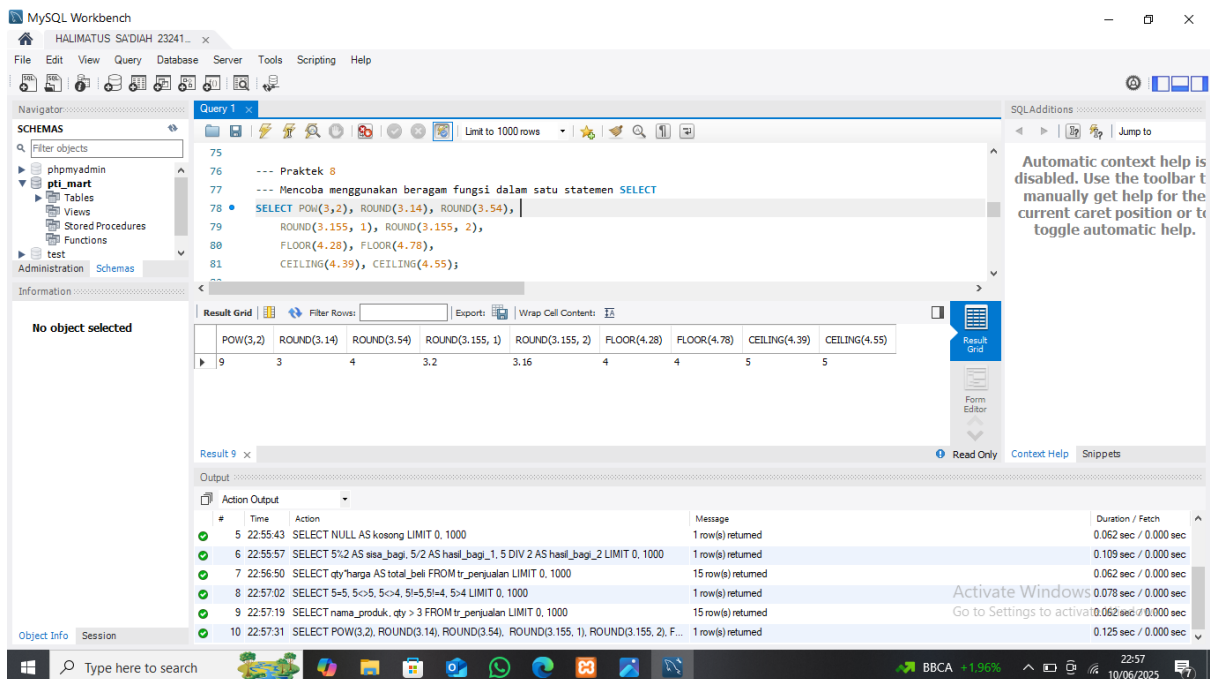 MySQL Workbench
HALIMATUS SA'DIAH 23241...
File Edit View Query Database Server Tools Scripting Help
Navigator
SCHEMAS
Filter objects
phpmyadmin
pti_mart
Tables
Views
Stored Procedures
Functions
test
Administration Schemas
Information
No object selected
Object Info Session
Query 1
Limit to 1000 rows
75
76 --- Praktek 8
77 --- Mencoba menggunakan beragam fungsi dalam satu statemen SELECT
78 SELECT POW(3,2), ROUND(3.14), ROUND(3.54),
79 ROUND(3.155, 1), ROUND(3.155, 2),
80 FLOOR(4.28), FLOOR(4.78),
81 CEILING(4.39), CEILING(4.55);
Result Grid Filter Rows: Export: Wrap Cell Content:
POW(3,2) ROUND(3.14) ROUND(3.54) ROUND(3.155, 1) ROUND(3.155, 2) FLOOR(4.28) FLOOR(4.78) CEILING(4.39) CEILING(4.55)
9 3 4 3.2 3.16 4 4 5 5
Result
Grid
Form
Editor
Result 9
Read Only
SQLAdditions
Jump to
Automatic context help is
disabled. Use the toolbar t
manually get help for the
current caret position or to
toggle automatic help.
Context Help Snippets
Output
Action Output
# Time Action Message Duration / Fetch
5 22:55:43 SELECT NULL AS kosong LIMIT 0, 1000 1 row(s) returned 0.062 sec / 0.000 sec
6 22:55:57 SELECT 5%2 AS sisa_bagi, 5/2 AS hasil_bagi_1, 5 DIV 2 AS hasil_bagi_2 LIMIT 0, 1000 1 row(s) returned 0.109 sec / 0.000 sec
7 22:56:50 SELECT qty*harga AS total_beli FROM tr_penjualan LIMIT 0, 1000 15 row(s) returned 0.062 sec / 0.000 sec
8 22:57:02 SELECT 5=5, 5<>5, 5<>4, 5!=5,5!=4, 5>4 LIMIT 0, 1000 1 row(s) returned 0.078 sec / 0.000 sec
9 22:57:19 SELECT nama_produk, qty > 3 FROM tr_penjualan LIMIT 0, 1000 15 row(s) returned 0.062 sec / 0.000 sec
10 22:57:31 SELECT POW(3,2), ROUND(3.14), ROUND(3.54), ROUND(3.155, 1), ROUND(3.155, 2), F... 1 row(s) returned 0.125 sec / 0.000 sec
Activate Windows
Go to Settings to activate
Type here to search
BBCA +1,96%
22:57
10/06/2025
7